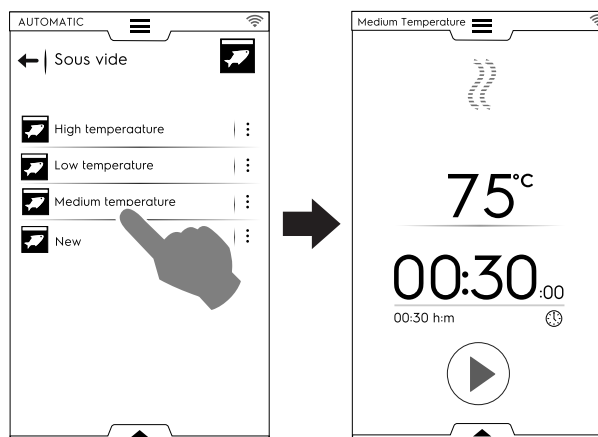 AUTOMATIC
Sous vide
High temperaature
Low temperature
Medium temperature
New
Medium Temperature
75°C
00:30:00
00:30 h:m